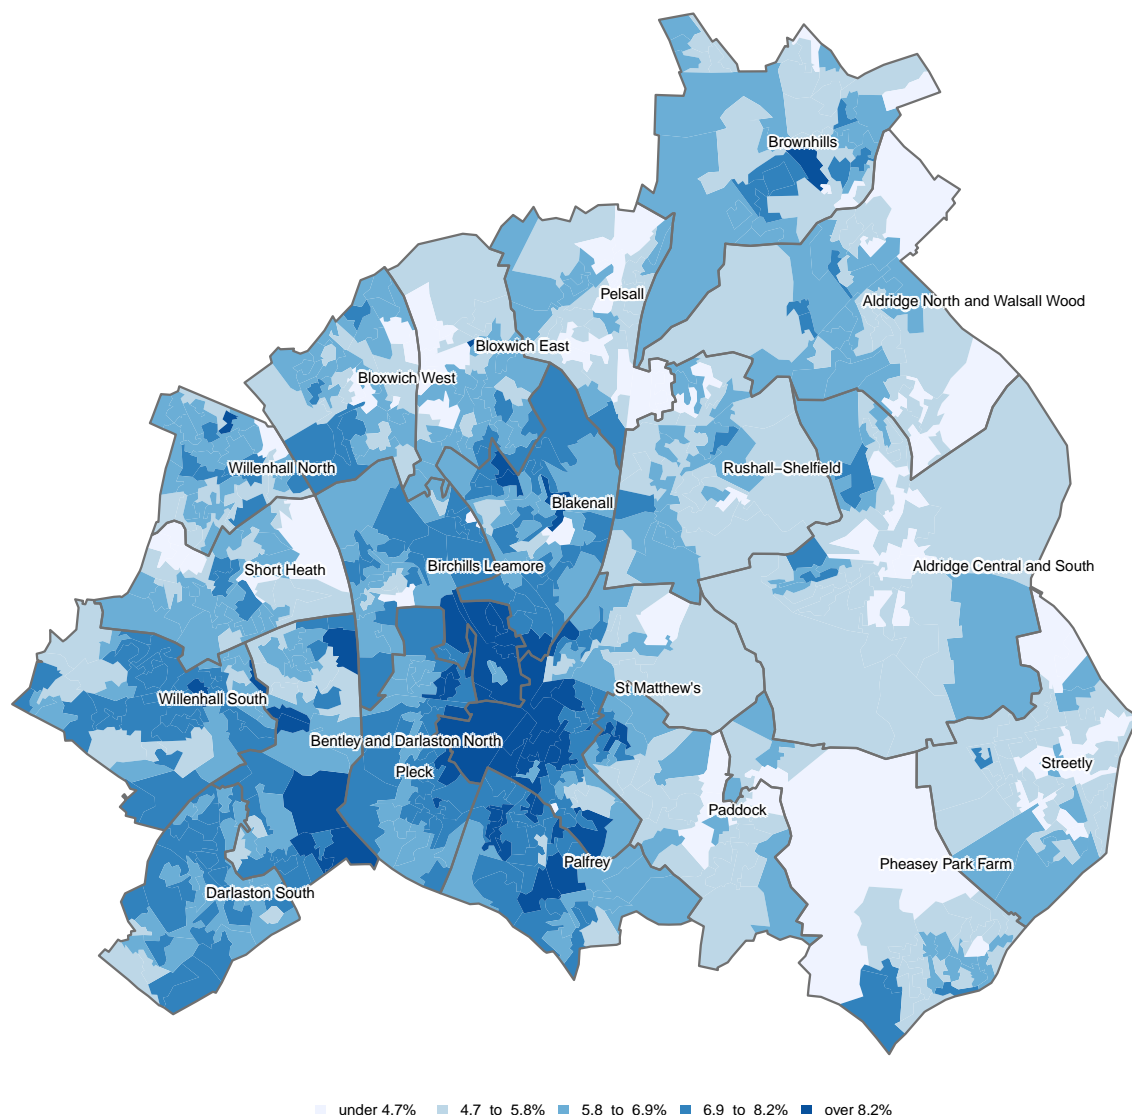 Brownhills
Pelsall
Aldridge North and Walsall Wood
Bloxwich East
Bloxwich West
Willenhall North
Rushall−Shelfield
Blakenall
Short Heath
Birchills Leamore
Aldridge Central and South
St Matthew's
Willenhall South
Bentley and Darlaston North
Pleck
Streetly
Paddock
Palfrey
Pheasey Park Farm
Darlaston South
under 4.7% 4.7 to 5.8% 5.8 to 6.9% 6.9 to 8.2% over 8.2%